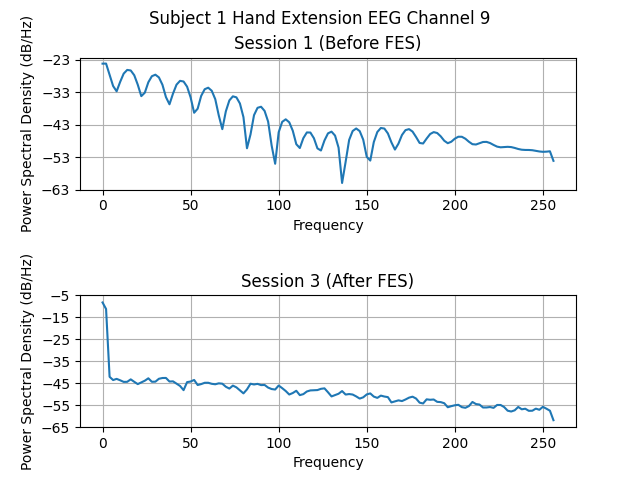 Subject 1 Hand Extension EEG Channel 9
Session 1 (Before FES)
Power Spectral Density (dB/Hz)
−23
−33
−43
−53
−63
0 50 100 150 200 250
Frequency
Session 3 (After FES)
Power Spectral Density (dB/Hz)
−5
−15
−25
−35
−45
−55
−65
0 50 100 150 200 250
Frequency